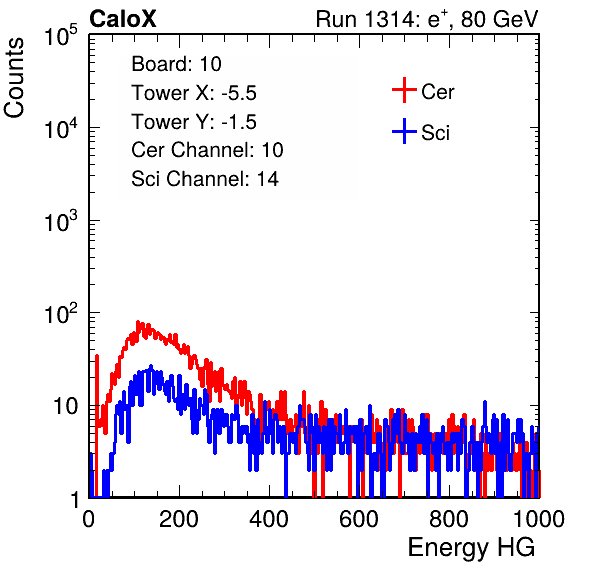 CaloX Run 1314: e⁺, 80 GeV
Counts
10⁵
10⁴
10³
10²
10
1
Board: 10
Tower X: -5.5
Tower Y: -1.5
Cer Channel: 10
Sci Channel: 14
Cer
Sci
0 200 400 600 800 1000
Energy HG